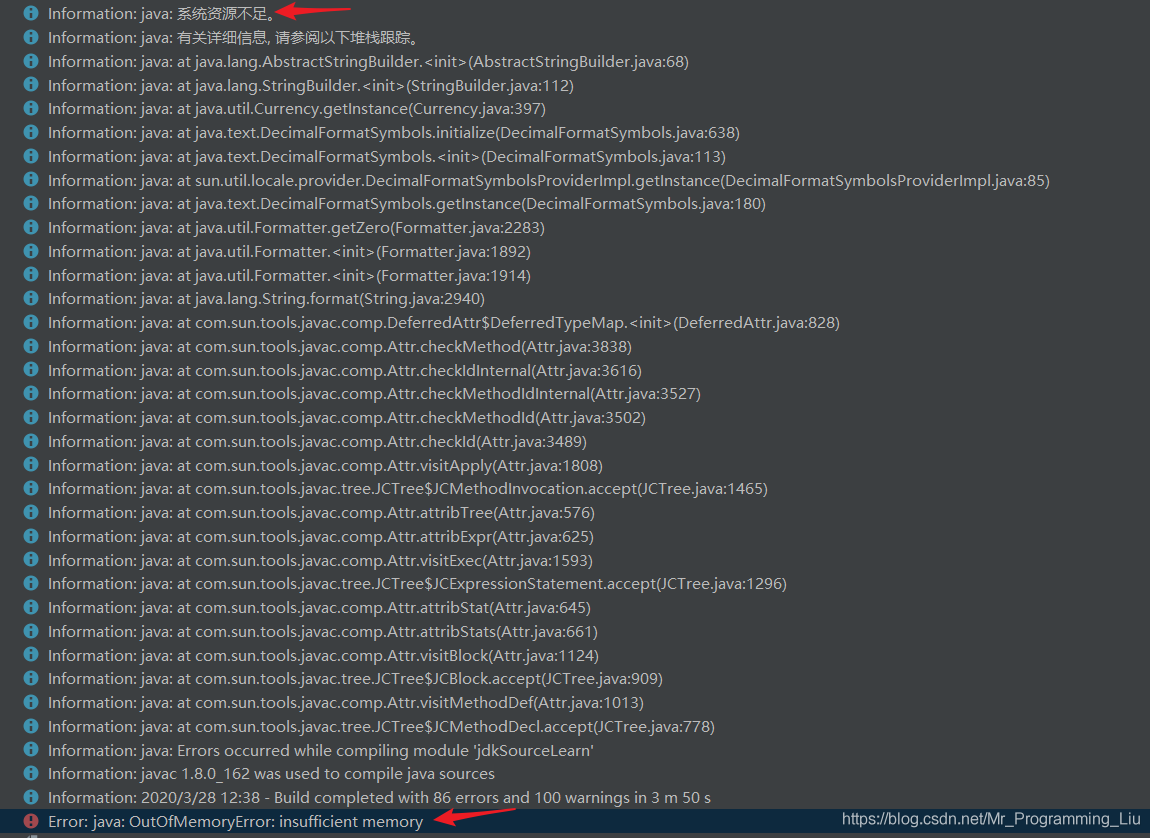 Information: java: 系统资源不足。
Information: java: 有关详细信息, 请参阅以下堆栈跟踪。
Information: java: at java.lang.AbstractStringBuilder.<init>(AbstractStringBuilder.java:68)
Information: java: at java.lang.StringBuilder.<init>(StringBuilder.java:112)
Information: java: at java.util.Currency.getInstance(Currency.java:397)
Information: java: at java.text.DecimalFormatSymbols.initialize(DecimalFormatSymbols.java:638)
Information: java: at java.text.DecimalFormatSymbols.<init>(DecimalFormatSymbols.java:113)
Information: java: at sun.util.locale.provider.DecimalFormatSymbolsProviderImpl.getInstance(DecimalFormatSymbolsProviderImpl.java:85)
Information: java: at java.text.DecimalFormatSymbols.getInstance(DecimalFormatSymbols.java:180)
Information: java: at java.util.Formatter.getZero(Formatter.java:2283)
Information: java: at java.util.Formatter.<init>(Formatter.java:1892)
Information: java: at java.util.Formatter.<init>(Formatter.java:1914)
Information: java: at java.lang.String.format(String.java:2940)
Information: java: at com.sun.tools.javac.comp.DeferredAttr$DeferredTypeMap.<init>(DeferredAttr.java:828)
Information: java: at com.sun.tools.javac.comp.Attr.checkMethod(Attr.java:3838)
Information: java: at com.sun.tools.javac.comp.Attr.checkIdInternal(Attr.java:3616)
Information: java: at com.sun.tools.javac.comp.Attr.checkMethodIdInternal(Attr.java:3527)
Information: java: at com.sun.tools.javac.comp.Attr.checkMethodId(Attr.java:3502)
Information: java: at com.sun.tools.javac.comp.Attr.checkId(Attr.java:3489)
Information: java: at com.sun.tools.javac.comp.Attr.visitApply(Attr.java:1808)
Information: java: at com.sun.tools.javac.tree.JCTree$JCMethodInvocation.accept(JCTree.java:1465)
Information: java: at com.sun.tools.javac.comp.Attr.attribTree(Attr.java:576)
Information: java: at com.sun.tools.javac.comp.Attr.attribExpr(Attr.java:625)
Information: java: at com.sun.tools.javac.comp.Attr.visitExec(Attr.java:1593)
Information: java: at com.sun.tools.javac.tree.JCTree$JCExpressionStatement.accept(JCTree.java:1296)
Information: java: at com.sun.tools.javac.comp.Attr.attribStat(Attr.java:645)
Information: java: at com.sun.tools.javac.comp.Attr.attribStats(Attr.java:661)
Information: java: at com.sun.tools.javac.comp.Attr.visitBlock(Attr.java:1124)
Information: java: at com.sun.tools.javac.tree.JCTree$JCBlock.accept(JCTree.java:909)
Information: java: at com.sun.tools.javac.comp.Attr.visitMethodDef(Attr.java:1013)
Information: java: at com.sun.tools.javac.tree.JCTree$JCMethodDecl.accept(JCTree.java:778)
Information: java: Errors occurred while compiling module 'jdkSourceLearn'
Information: javac 1.8.0_162 was used to compile java sources
Information: 2020/3/28 12:38 - Build completed with 86 errors and 100 warnings in 3 m 50 s
Error: java: OutOfMemoryError: insufficient memory
https://blog.csdn.net/Mr_Programming_Liu